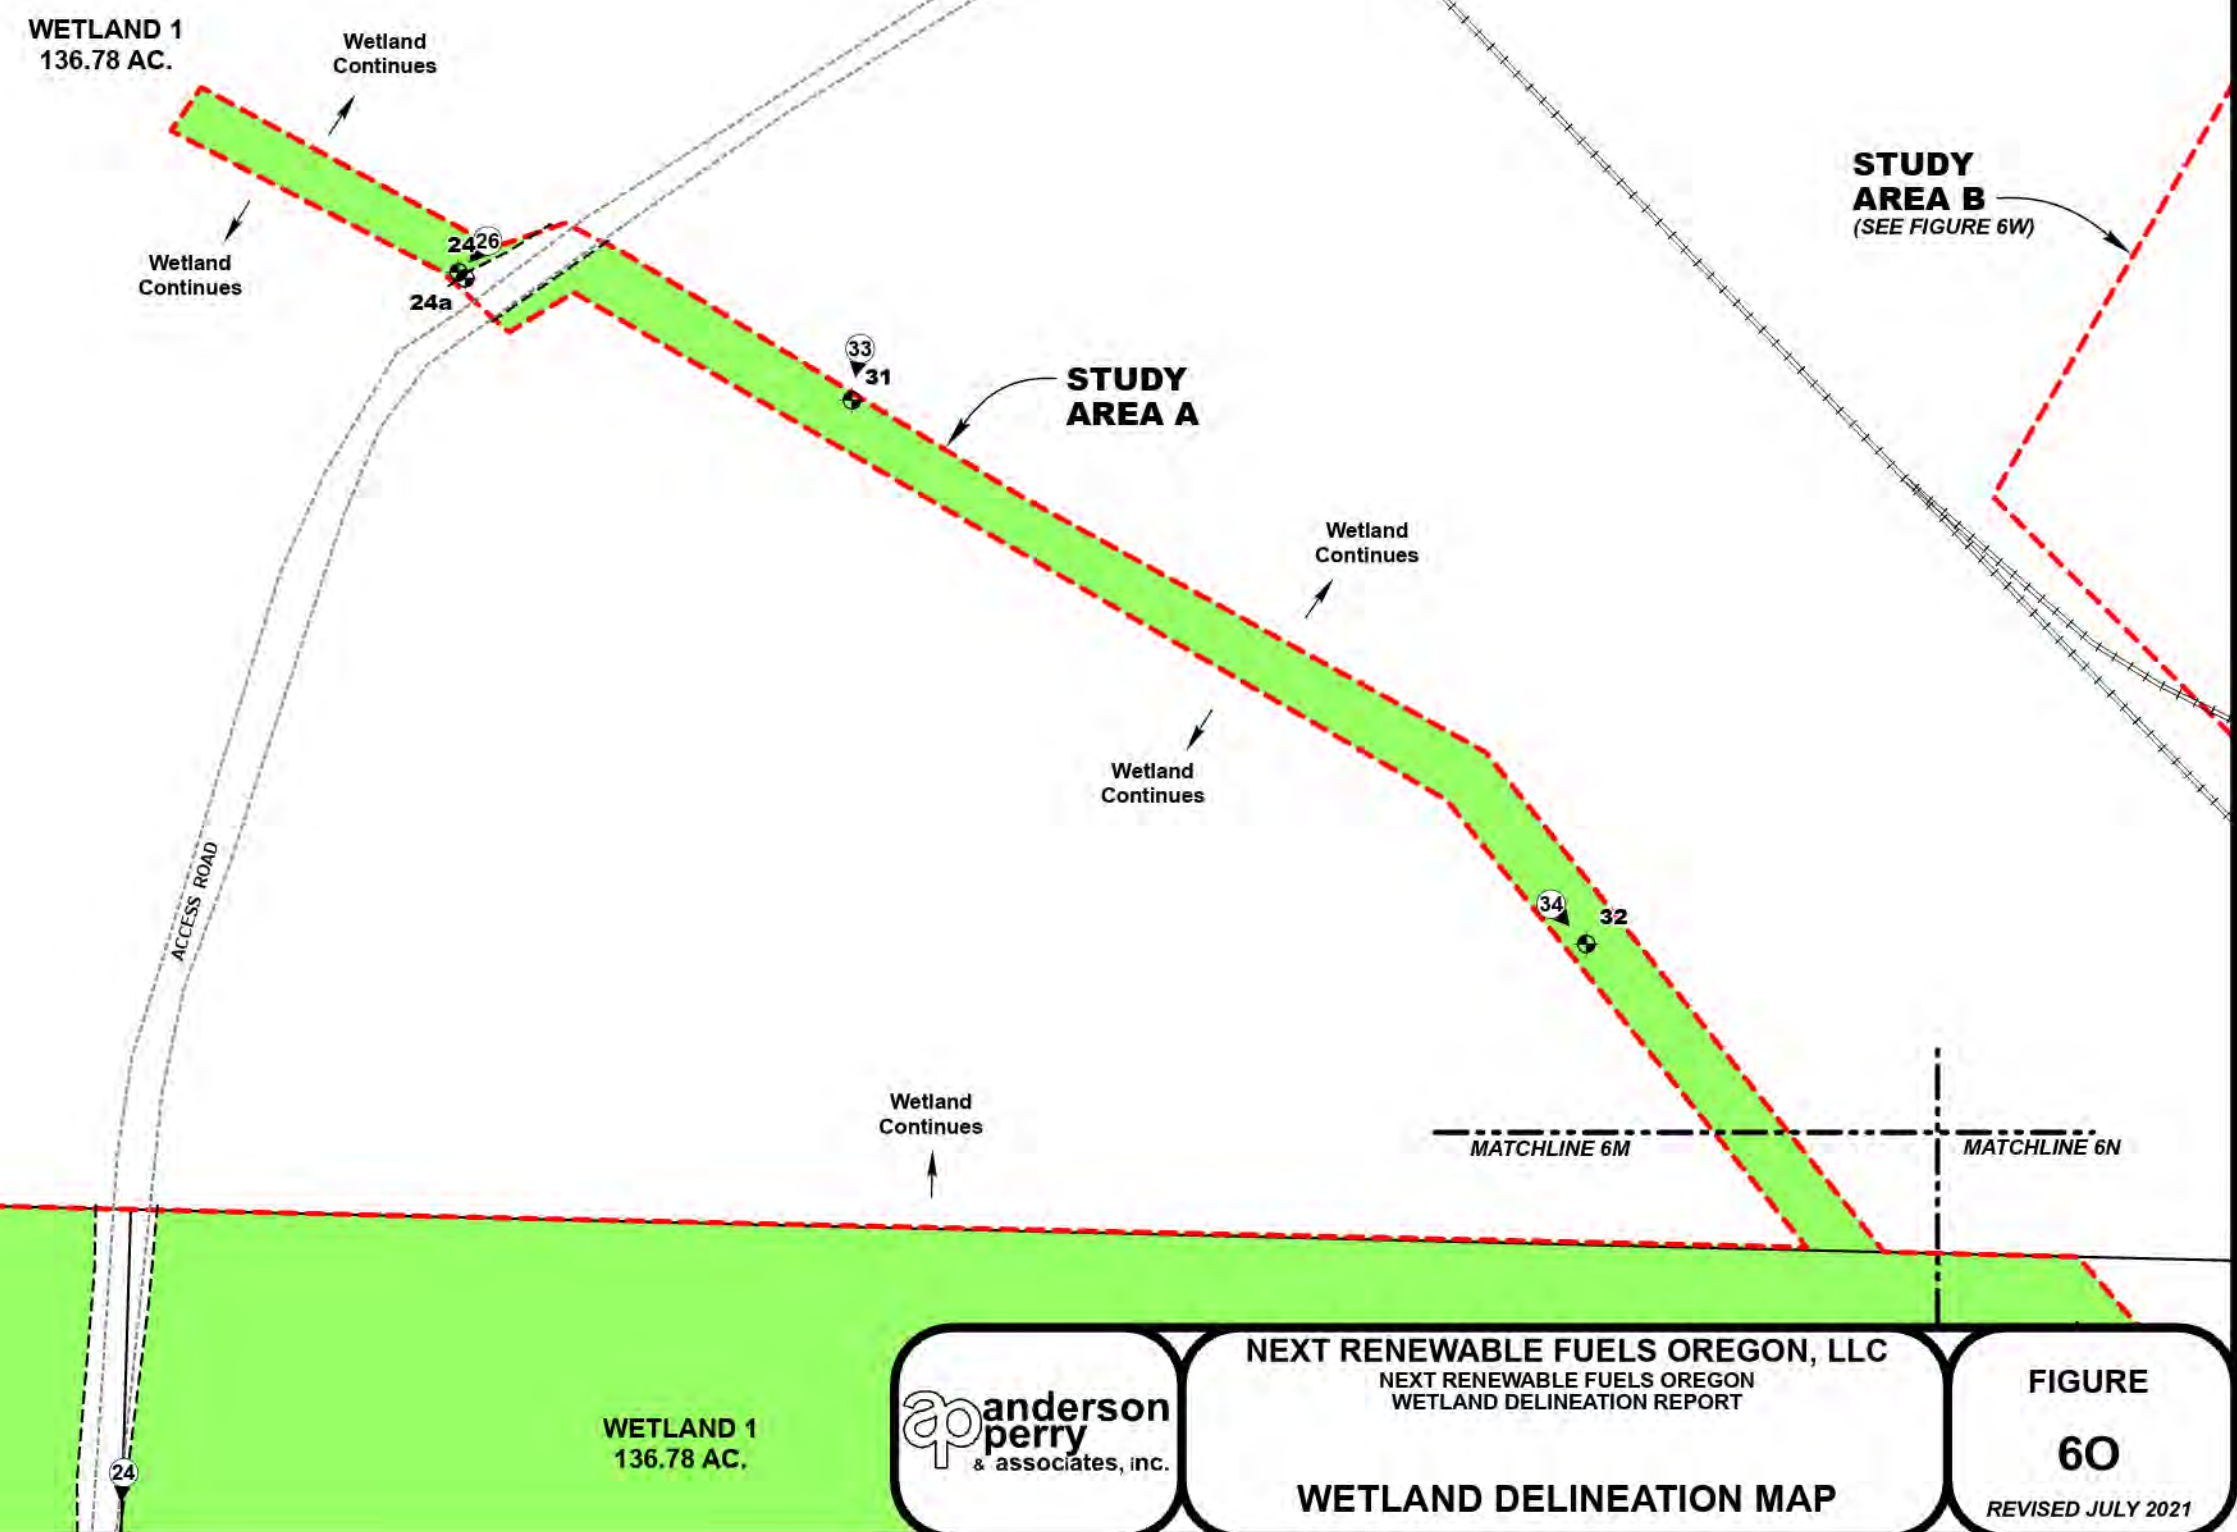 WETLAND 1
136.78 AC.
Wetland
Continues
Wetland
Continues
24
26
24a
33
31
STUDY
AREA A
STUDY
AREA B
(SEE FIGURE 6W)
Wetland
Continues
Wetland
Continues
ACCESS ROAD
34
32
Wetland
Continues
MATCHLINE 6M
MATCHLINE 6N
24
WETLAND 1
136.78 AC.
ap
anderson
perry
& associates, inc.
NEXT RENEWABLE FUELS OREGON, LLC
NEXT RENEWABLE FUELS OREGON
WETLAND DELINEATION REPORT
WETLAND DELINEATION MAP
FIGURE
6O
REVISED JULY 2021